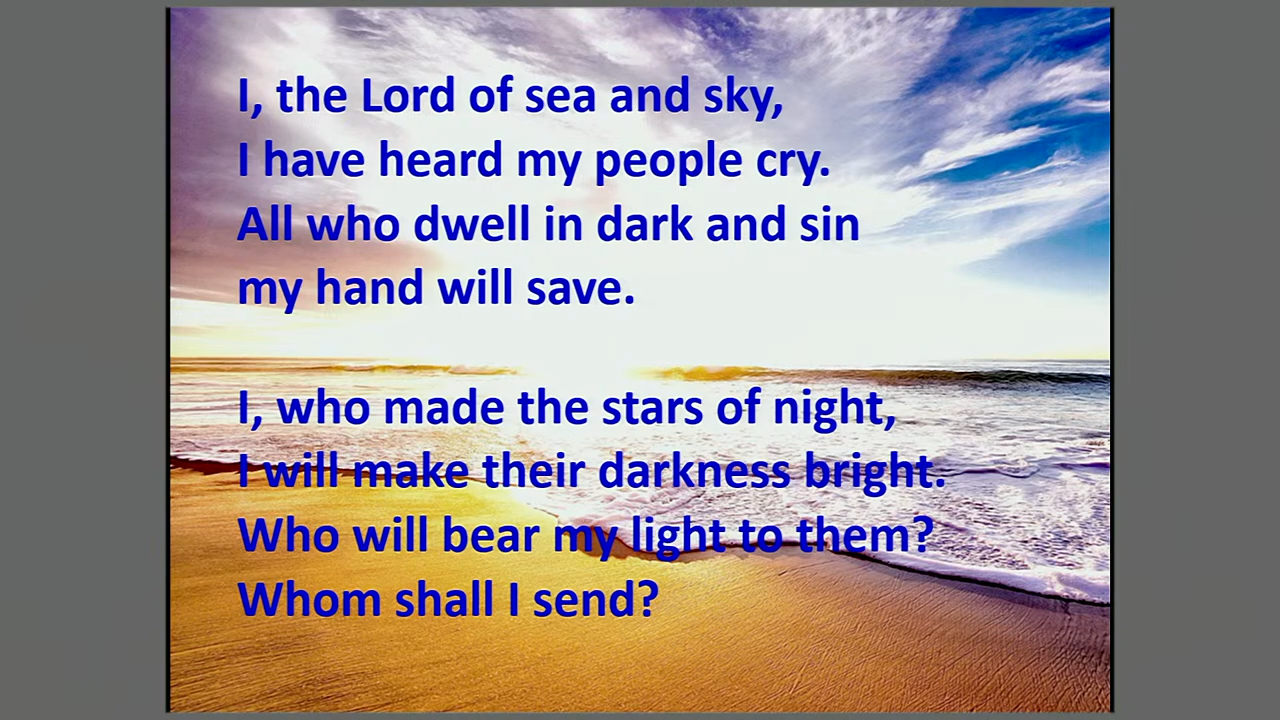 I, the Lord of sea and sky,
I have heard my people cry.
All who dwell in dark and sin
my hand will save.
I, who made the stars of night,
I will make their darkness bright.
Who will bear my light to them?
Whom shall I send?